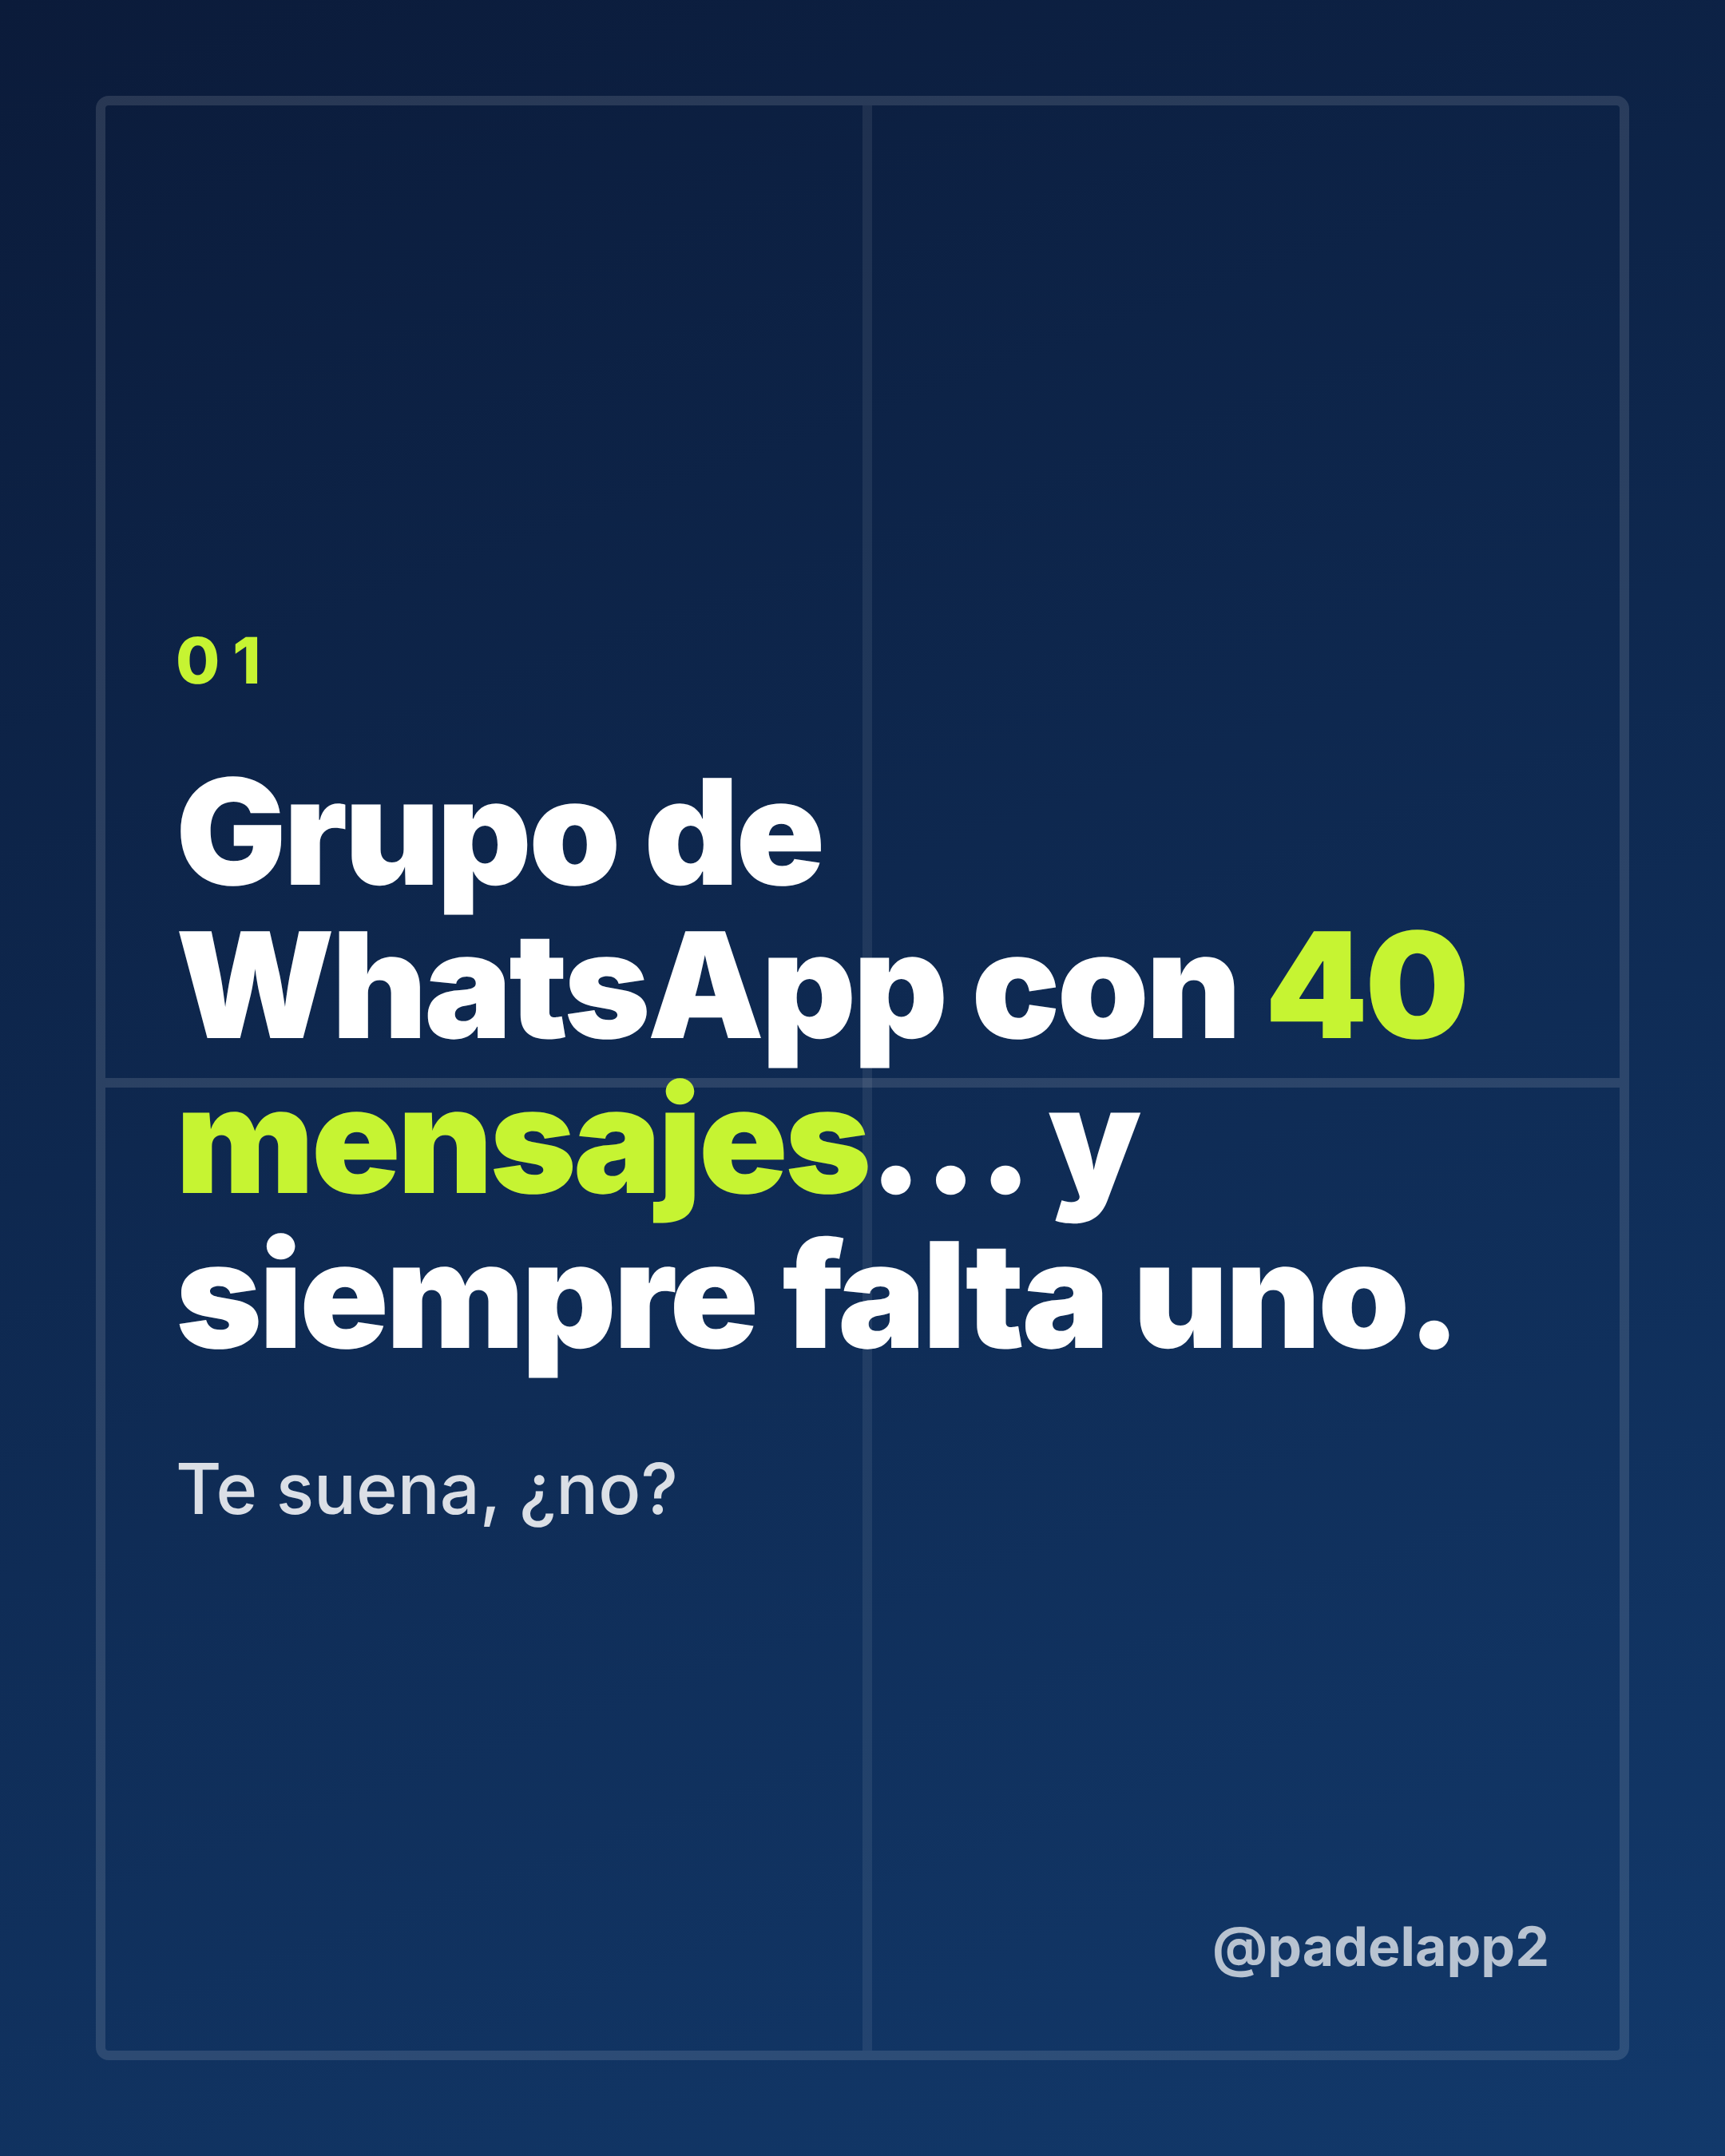 01
Grupo de
WhatsApp con 40
mensajes... y
siempre falta uno.
Te suena, ¿no?
@padelapp2